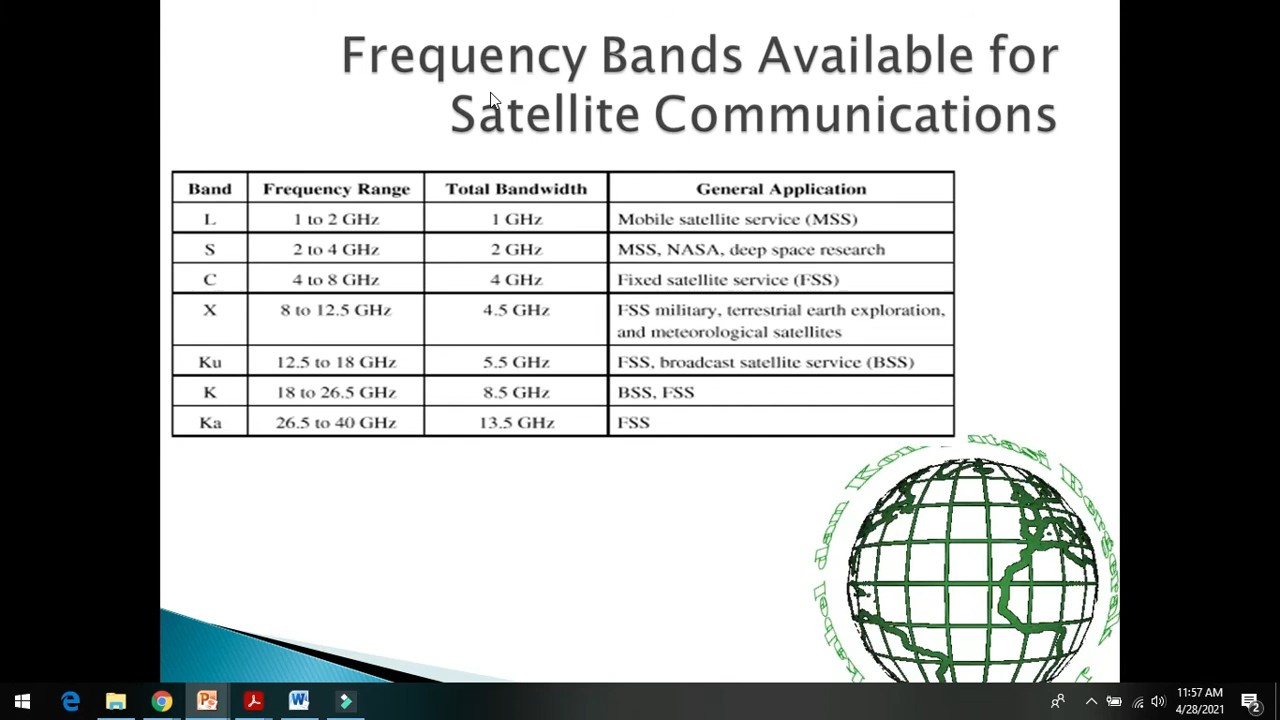 Frequency Bands Available for
Satellite Communications
Band Frequency Range Total Bandwidth General Application
L 1 to 2 GHz 1 GHz Mobile satellite service (MSS)
S 2 to 4 GHz 2 GHz MSS, NASA, deep space research
C 4 to 8 GHz 4 GHz Fixed satellite service (FSS)
X 8 to 12.5 GHz 4.5 GHz FSS military, terrestrial earth exploration,
and meteorological satellites
Ku 12.5 to 18 GHz 5.5 GHz FSS, broadcast satellite service (BSS)
K 18 to 26.5 GHz 8.5 GHz BSS, FSS
Ka 26.5 to 40 GHz 13.5 GHz FSS
dan
11:57 AM
4/28/2021
2